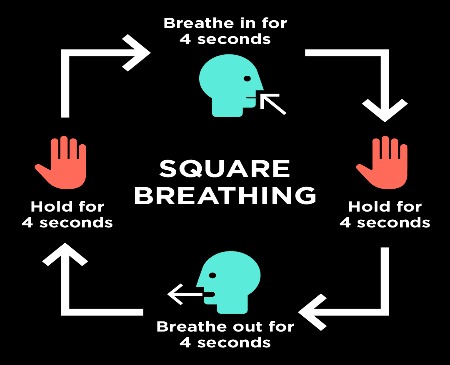 Breathe in for
4 seconds
Hold for
4 seconds
SQUARE
BREATHING
Hold for
4 seconds
Breathe out for
4 seconds